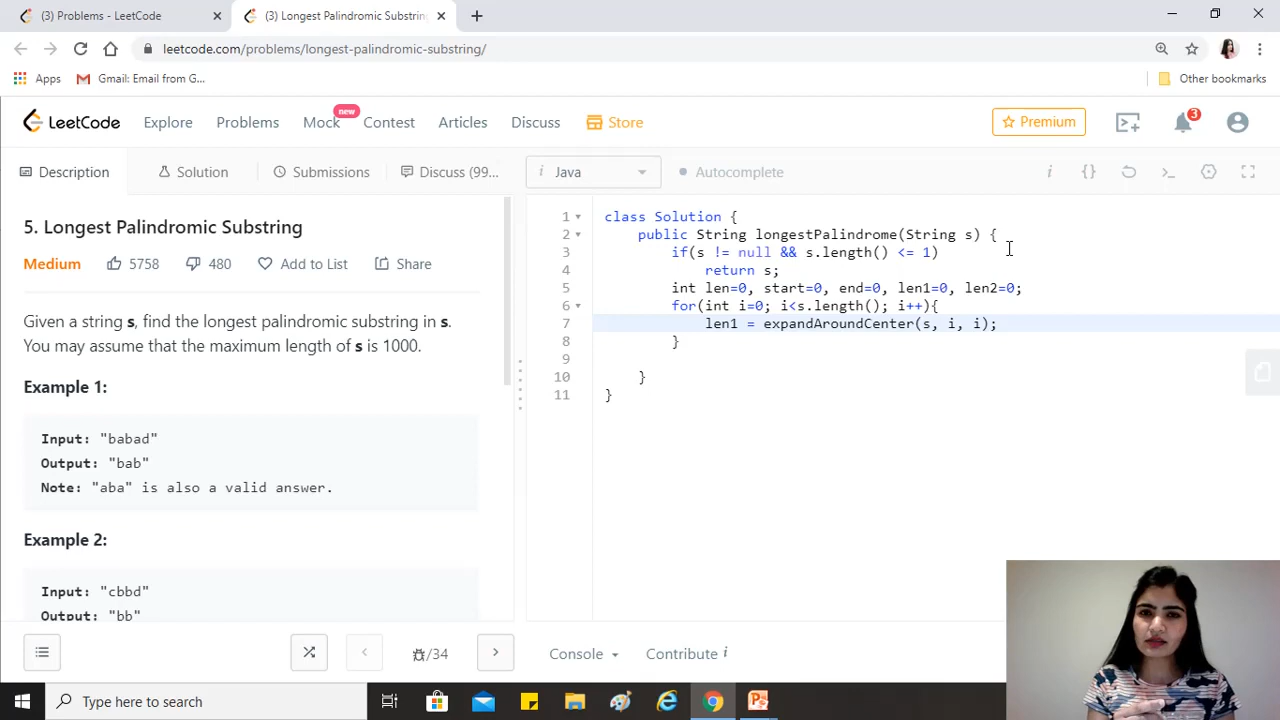 (3) Problems - LeetCode
(3) Longest Palindromic Substring
leetcode.com/problems/longest-palindromic-substring/
Apps
Gmail: Email from G...
Other bookmarks
LeetCode
Explore
Problems
Mock
new
Contest
Articles
Discuss
Store
Premium
3
Description
Solution
Submissions
Discuss (99...
i Java
Autocomplete
i {}
5. Longest Palindromic Substring
Medium 5758 480 Add to List Share
Given a string s, find the longest palindromic substring in s.
You may assume that the maximum length of s is 1000.
Example 1:
Input: "babad"
Output: "bab"
Note: "aba" is also a valid answer.
Example 2:
Input: "cbbd"
Output: "bb"
1 class Solution {
2 public String longestPalindrome(String s) {
3 if(s != null && s.length() <= 1)
4 return s;
5 int len=0, start=0, end=0, len1=0, len2=0;
6 for(int i=0; i<s.length(); i++){
7 len1 = expandAroundCenter(s, i, i);
8 }
9
10 }
11 }
/34
Console
Contribute i
Type here to search